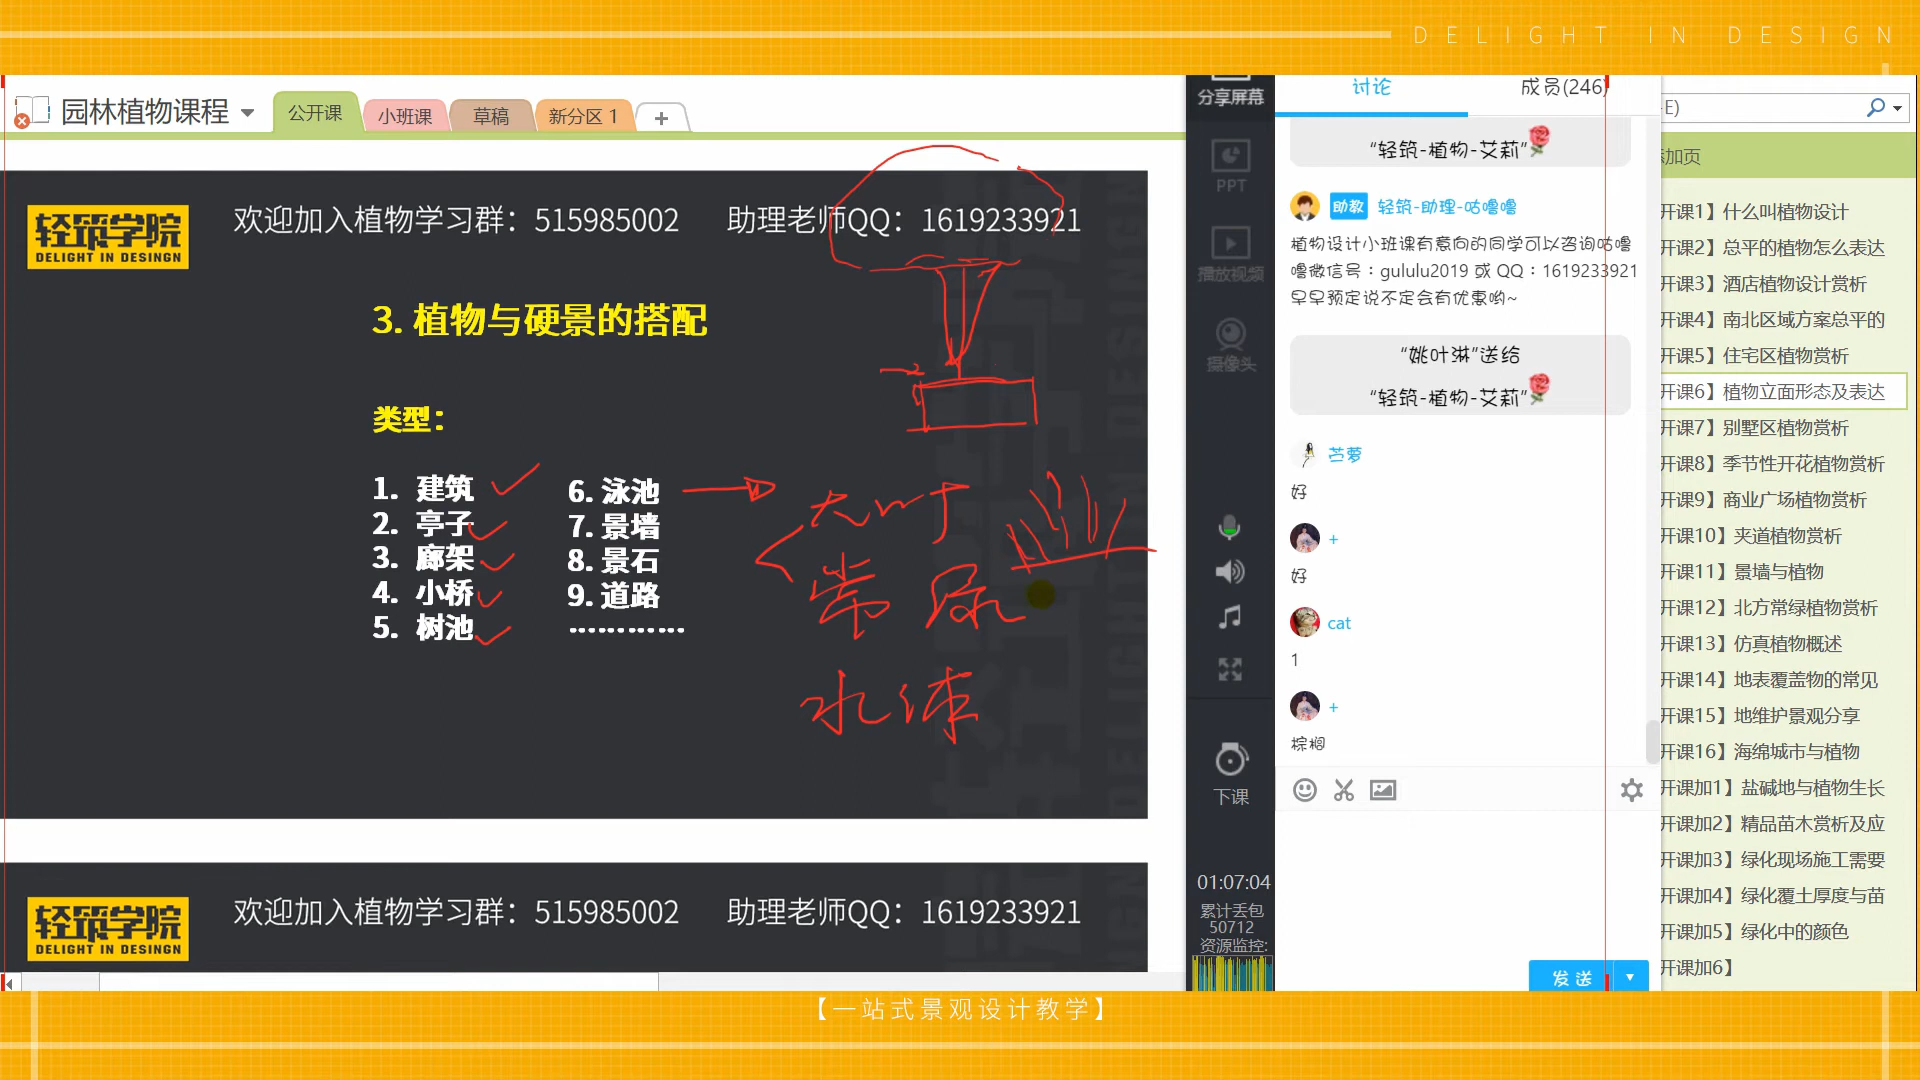 DELIGHT IN DESIGN
园林植物课程
公开课
小班课
草稿
新分区 1
分享屏幕
PPT
播放视频
摄像头
下课
01:07:04
累计丢包
50712
资源监控:
轻筑学院
DELIGHT IN DESINGN
欢迎加入植物学习群：515985002
助理老师QQ：1619233921
3. 植物与硬景的搭配
类型：
1. 建筑
2. 亭子
3. 廊架
4. 小桥
5. 树池
6. 泳池
7. 景墙
8. 景石
9. 道路
............
常绿
水体
轻筑学院
DELIGHT IN DESINGN
欢迎加入植物学习群：515985002
助理老师QQ：1619233921
讨论
成员(246)
“轻筑-植物-艾莉”
助教 轻筑-助理-咕噜噜
植物设计小班课有意向的同学可以咨询咕噜
噜微信号：gululu2019 或 QQ：1619233921
早早预定说不定会有优惠哟~
“姚叶淋”送给
“轻筑-植物-艾莉”
苎萝
好
+
好
cat
1
+
棕榈
发送
E)
加页
开课1】什么叫植物设计
开课2】总平的植物怎么表达
开课3】酒店植物设计赏析
开课4】南北区域方案总平的
开课5】住宅区植物赏析
开课6】植物立面形态及表达
开课7】别墅区植物赏析
开课8】季节性开花植物赏析
开课9】商业广场植物赏析
开课10】夹道植物赏析
开课11】景墙与植物
开课12】北方常绿植物赏析
开课13】仿真植物概述
开课14】地表覆盖物的常见
开课15】地维护景观分享
开课16】海绵城市与植物
开课加1】盐碱地与植物生长
开课加2】精品苗木赏析及应
开课加3】绿化现场施工需要
开课加4】绿化覆土厚度与苗
开课加5】绿化中的颜色
开课加6】
【一站式景观设计教学】